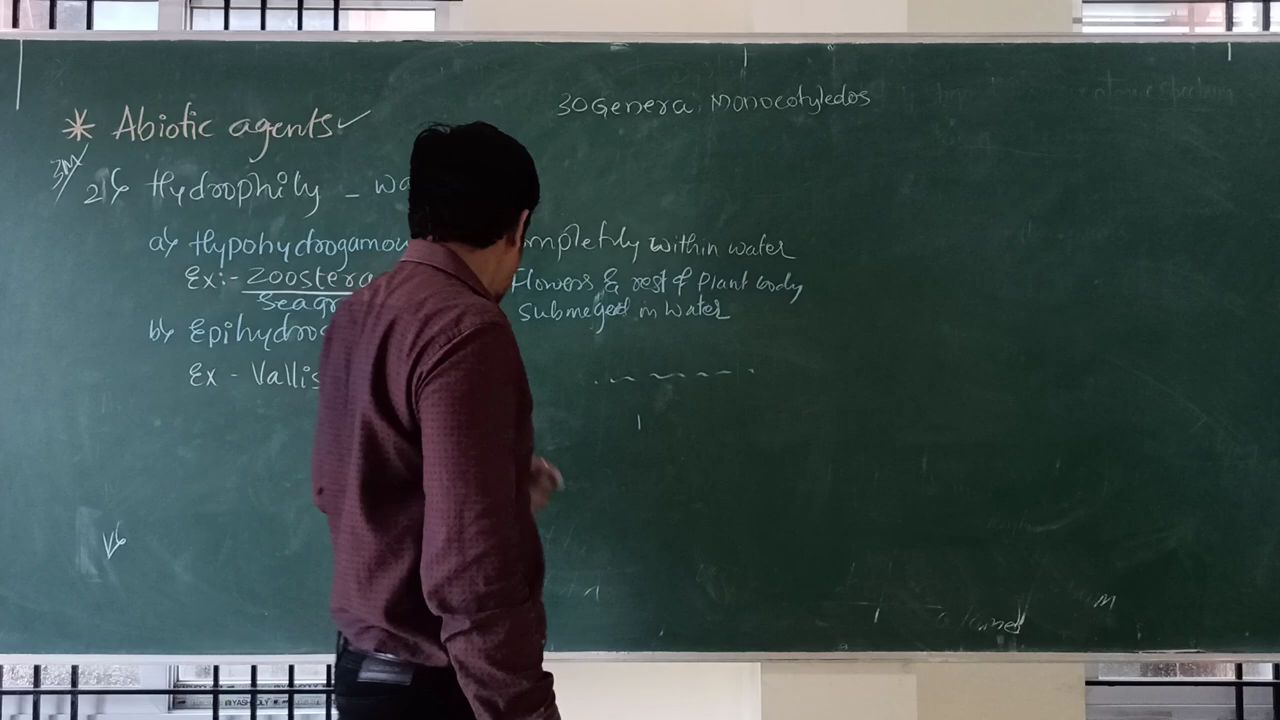 30 Genera, Monocotyledos
* Abiotic agents ✓
3M
2) Hydrophily - wa
a) Hypohydrogamou mpletely within water
Ex:- Zoostera Flowers & rest of Plant body
Seagr submeged in water
b) Epihydro
Ex - Vallis